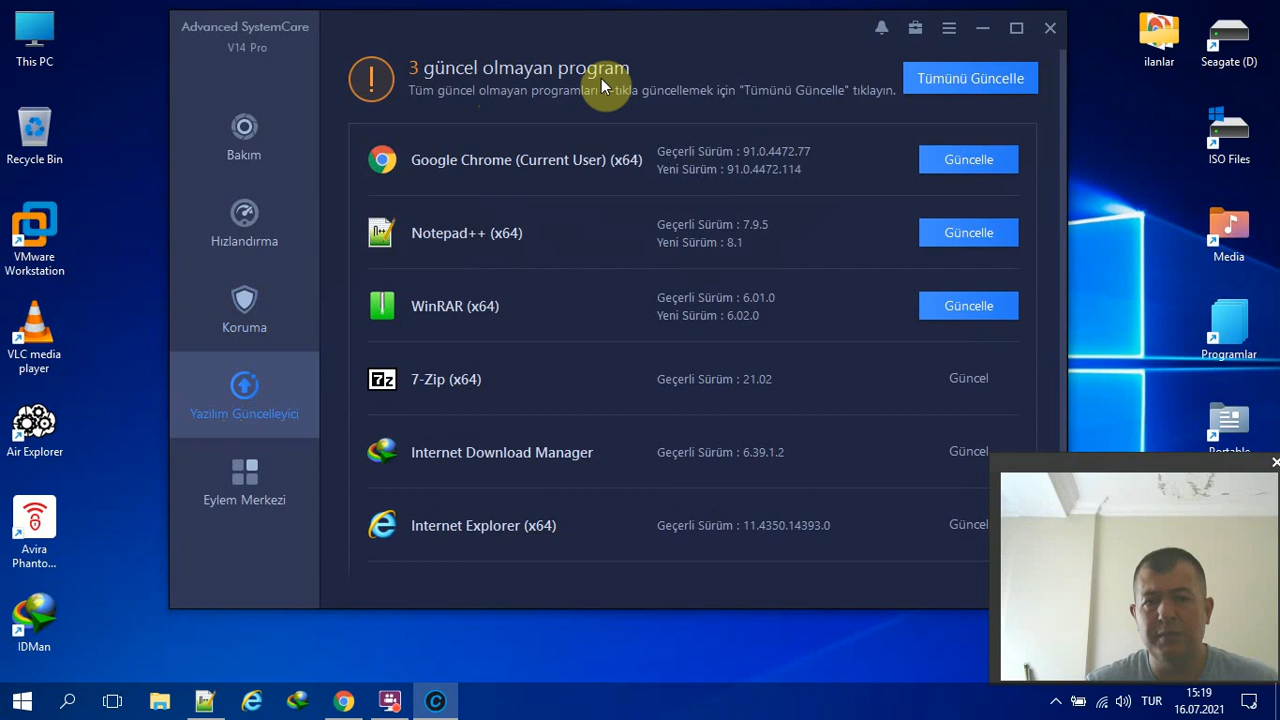 This PC
Recycle Bin
VMware
Workstation
VLC media
player
Air Explorer
Avira
Phanto...
IDMan
Advanced SystemCare
V14 Pro
Bakım
Hızlandırma
Koruma
Yazılım Güncelleyici
Eylem Merkezi
3 güncel olmayan program
Tüm güncel olmayan programları güncellemek için "Tümünü Güncelle" tıklayın.
Tümünü Güncelle
Google Chrome (Current User) (x64)
Geçerli Sürüm : 91.0.4472.77
Yeni Sürüm : 91.0.4472.114
Güncelle
Notepad++ (x64)
Geçerli Sürüm : 7.9.5
Yeni Sürüm : 8.1
Güncelle
WinRAR (x64)
Geçerli Sürüm : 6.01.0
Yeni Sürüm : 6.02.0
Güncelle
7-Zip (x64)
Geçerli Sürüm : 21.02
Güncel
Internet Download Manager
Geçerli Sürüm : 6.39.1.2
Güncel
Internet Explorer (x64)
Geçerli Sürüm : 11.4350.14393.0
Güncel
ilanlar
Seagate (D)
ISO Files
Media
Programlar
Portable
TUR
15:19
16.07.2021